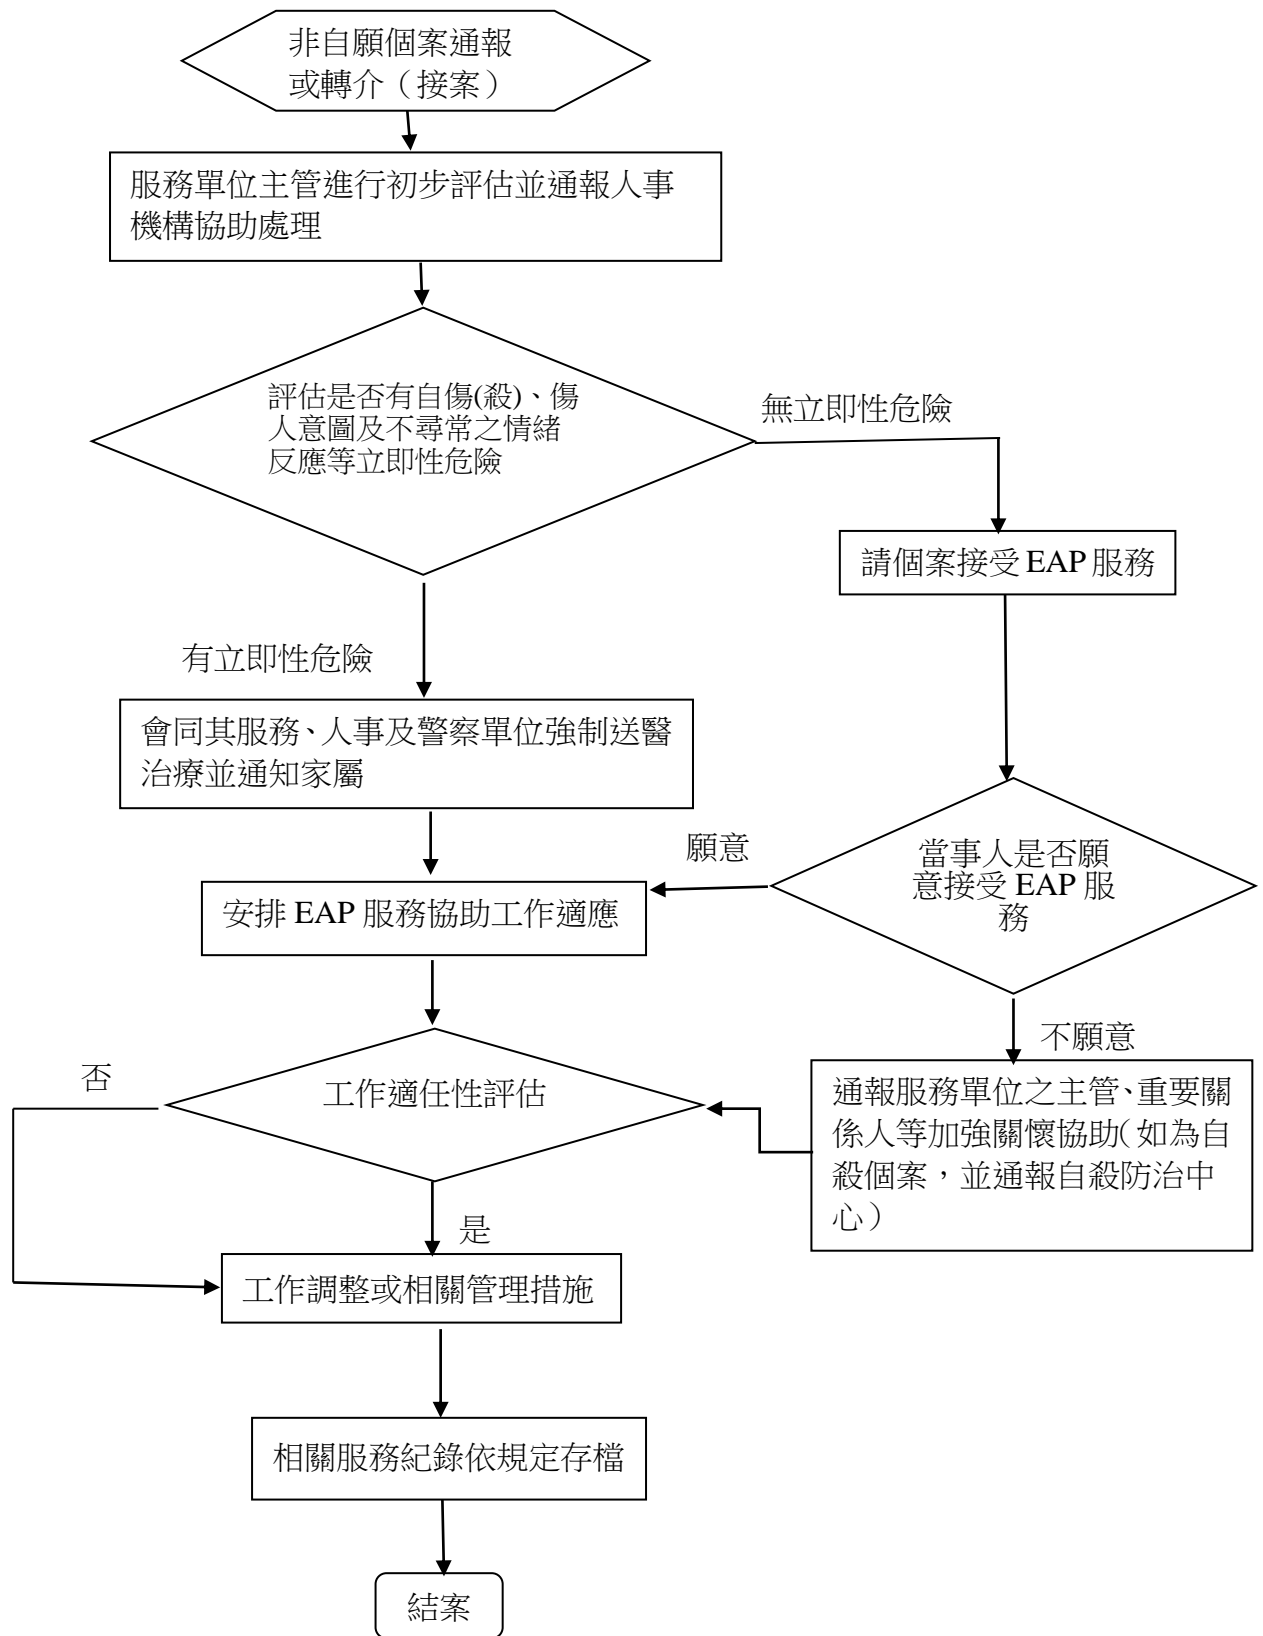 非自願個案通報
或轉介（接案）
服務單位主管進行初步評估並通報人事
機構協助處理
評估是否有自傷(殺)、傷
人意圖及不尋常之情緒
反應等立即性危險
無立即性危險
請個案接受 EAP 服務
有立即性危險
會同其服務、人事及警察單位強制送醫
治療並通知家屬
願意
當事人是否願
意接受 EAP 服
務
安排 EAP 服務協助工作適應
不願意
否
工作適任性評估
通報服務單位之主管、重要關
係人等加強關懷協助（如為自
殺個案，並通報自殺防治中
心）
是
工作調整或相關管理措施
相關服務紀錄依規定存檔
結案